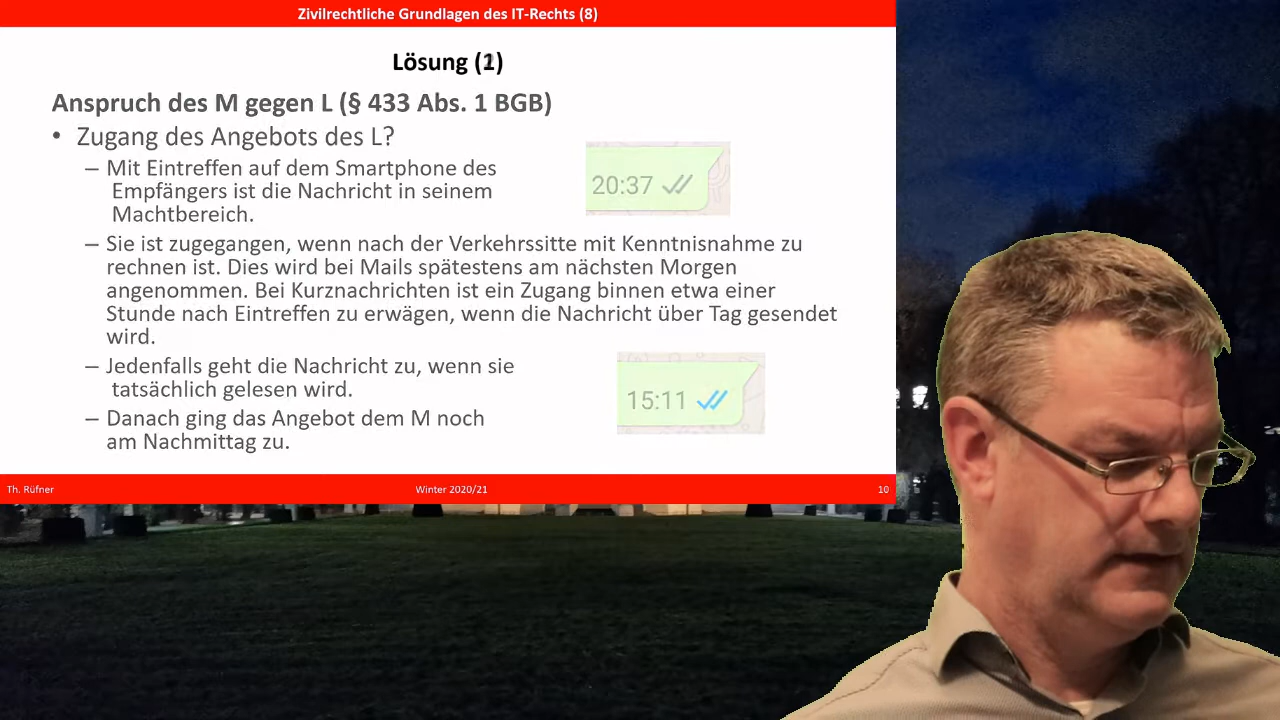 Zivilrechtliche Grundlagen des IT-Rechts (8)
Lösung (1)
Anspruch des M gegen L (§ 433 Abs. 1 BGB)
• Zugang des Angebots des L?
– Mit Eintreffen auf dem Smartphone des
Empfängers ist die Nachricht in seinem
Machtbereich.
20:37
– Sie ist zugegangen, wenn nach der Verkehrssitte mit Kenntnisnahme zu
rechnen ist. Dies wird bei Mails spätestens am nächsten Morgen
angenommen. Bei Kurznachrichten ist ein Zugang binnen etwa einer
Stunde nach Eintreffen zu erwägen, wenn die Nachricht über Tag gesendet
wird.
– Jedenfalls geht die Nachricht zu, wenn sie
tatsächlich gelesen wird.
15:11
– Danach ging das Angebot dem M noch
am Nachmittag zu.
Th. Rüfner
Winter 2020/21
10